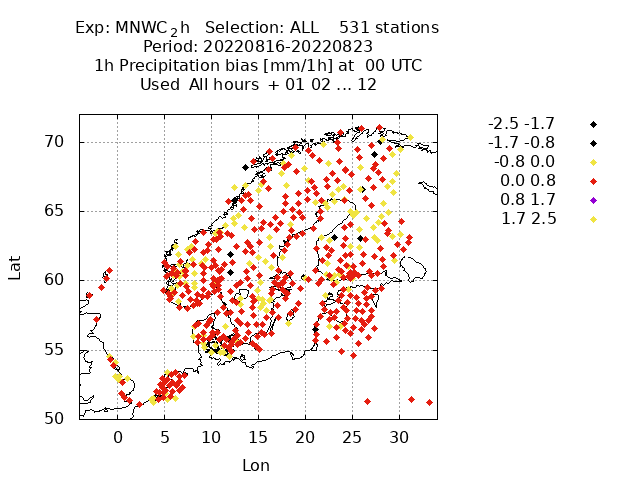 Exp: MNWC2h Selection: ALL 531 stations
Period: 20220816-20220823
1h Precipitation bias [mm/1h] at 00 UTC
Used All hours + 01 02 ... 12
-2.5 -1.7
-1.7 -0.8
-0.8 0.0
0.0 0.8
0.8 1.7
1.7 2.5
70
65
60
55
50
Lat
0 5 10 15 20 25 30
Lon